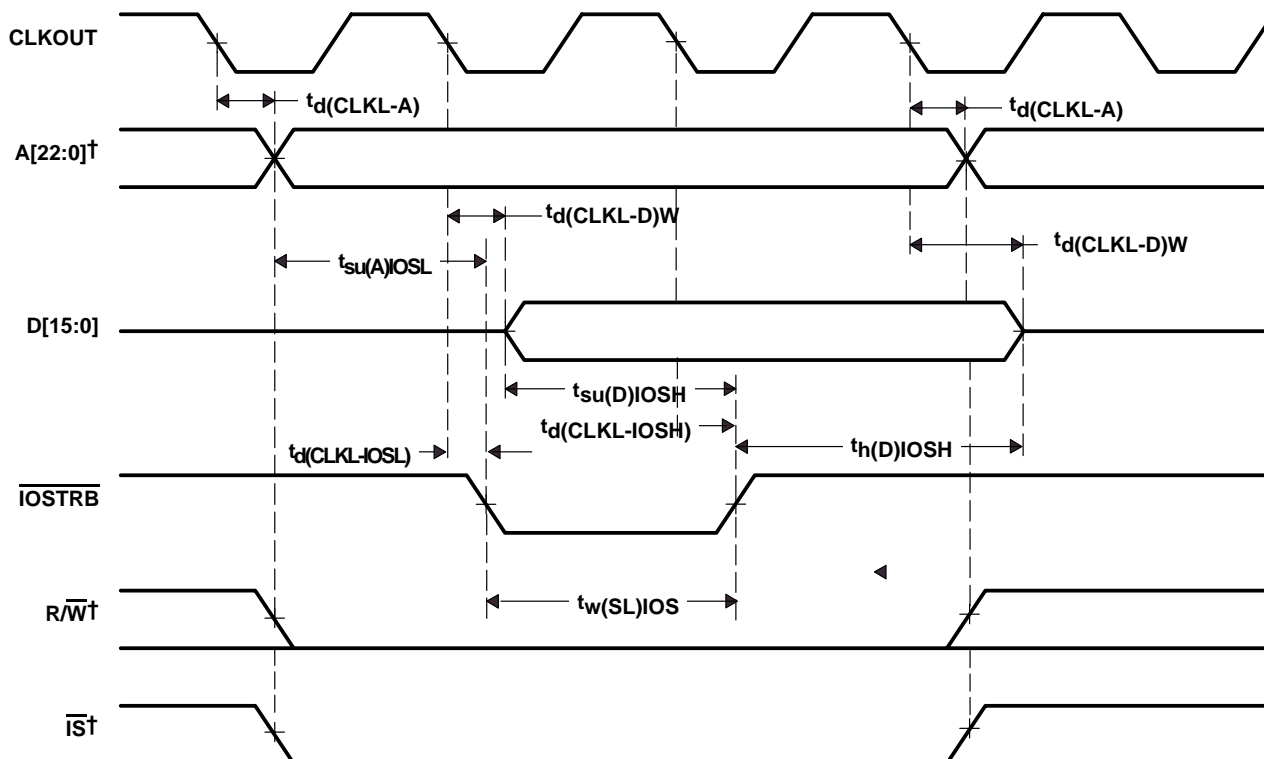 CLKOUT
td(CLKL-A)
td(CLKL-A)
A[22:0]†
td(CLKL-D)W
td(CLKL-D)W
tsu(A)IOSL
D[15:0]
tsu(D)IOSH
td(CLKL-IOSH)
td(CLKL-IOSL)
th(D)IOSH
IOSTRB
tw(SL)IOS
R/W†
IS†